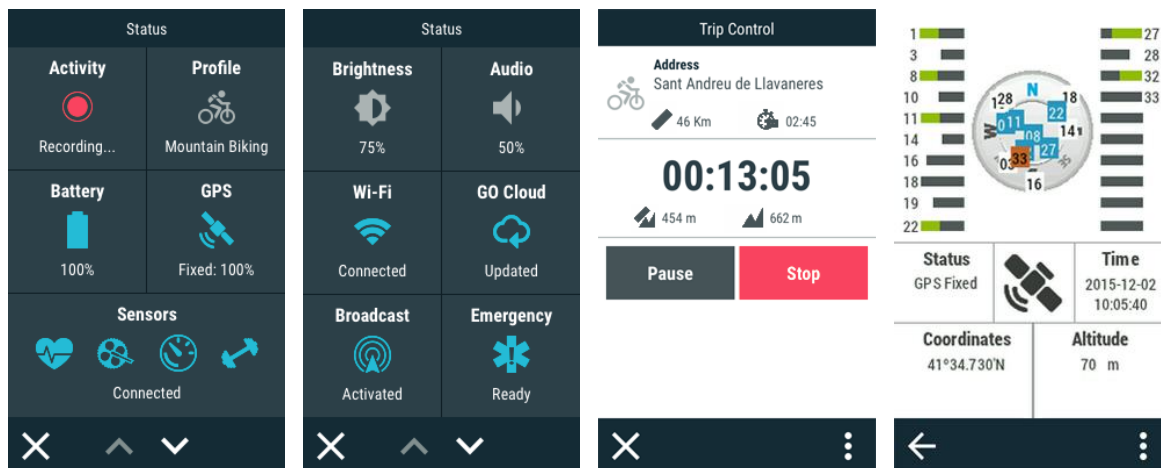 Status
Activity Profile
Recording... Mountain Biking
Battery GPS
100% Fixed: 100%
Sensors
Connected
Status
Brightness Audio
75% 50%
Wi-Fi GO Cloud
Connected Updated
Broadcast Emergency
Activated Ready
Trip Control
Address
Sant Andreu de Llavaneres
46 Km 02:45
00:13:05
454 m 662 m
Pause Stop
1 27
3 28
8 32
10 33
11
14
16
18
19
22
N
18
22
11
14
08
27
33
16
W
35
Status Time
GPS Fixed 2015-12-02
10:05:40
Coordinates Altitude
41°34.730'N 70 m